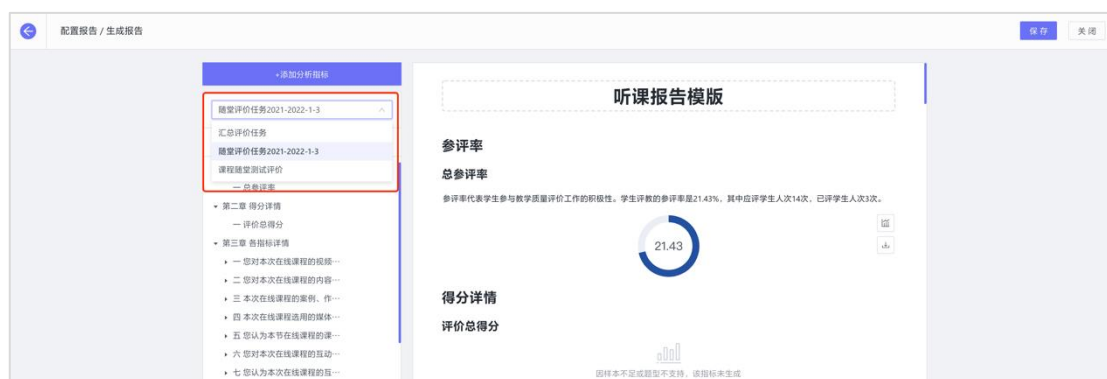 配置报告 / 生成报告
保存
关闭
+添加分析指标
随堂评价任务2021-2022-1-3
汇总评价任务
随堂评价任务2021-2022-1-3
课程随堂测试评价
一 总参评率
第二章 得分详情
一 评价总得分
第三章 各指标详情
一 您对本次在线课程的视频…
二 您对本次在线课程的内容…
三 本次在线课程的案例、作…
四 本次在线课程选用的媒体…
五 您认为本节在线课程的课…
六 您对本次在线课程的互动…
七 您认为本次在线课程的互…
听课报告模版
参评率
总参评率
参评率代表学生参与教学质量评价工作的积极性。学生评教的参评率是21.43%，其中应评学生人次14次，已评学生人次3次。
21.43
得分详情
评价总得分
因样本不足或题型不支持，该指标未生成